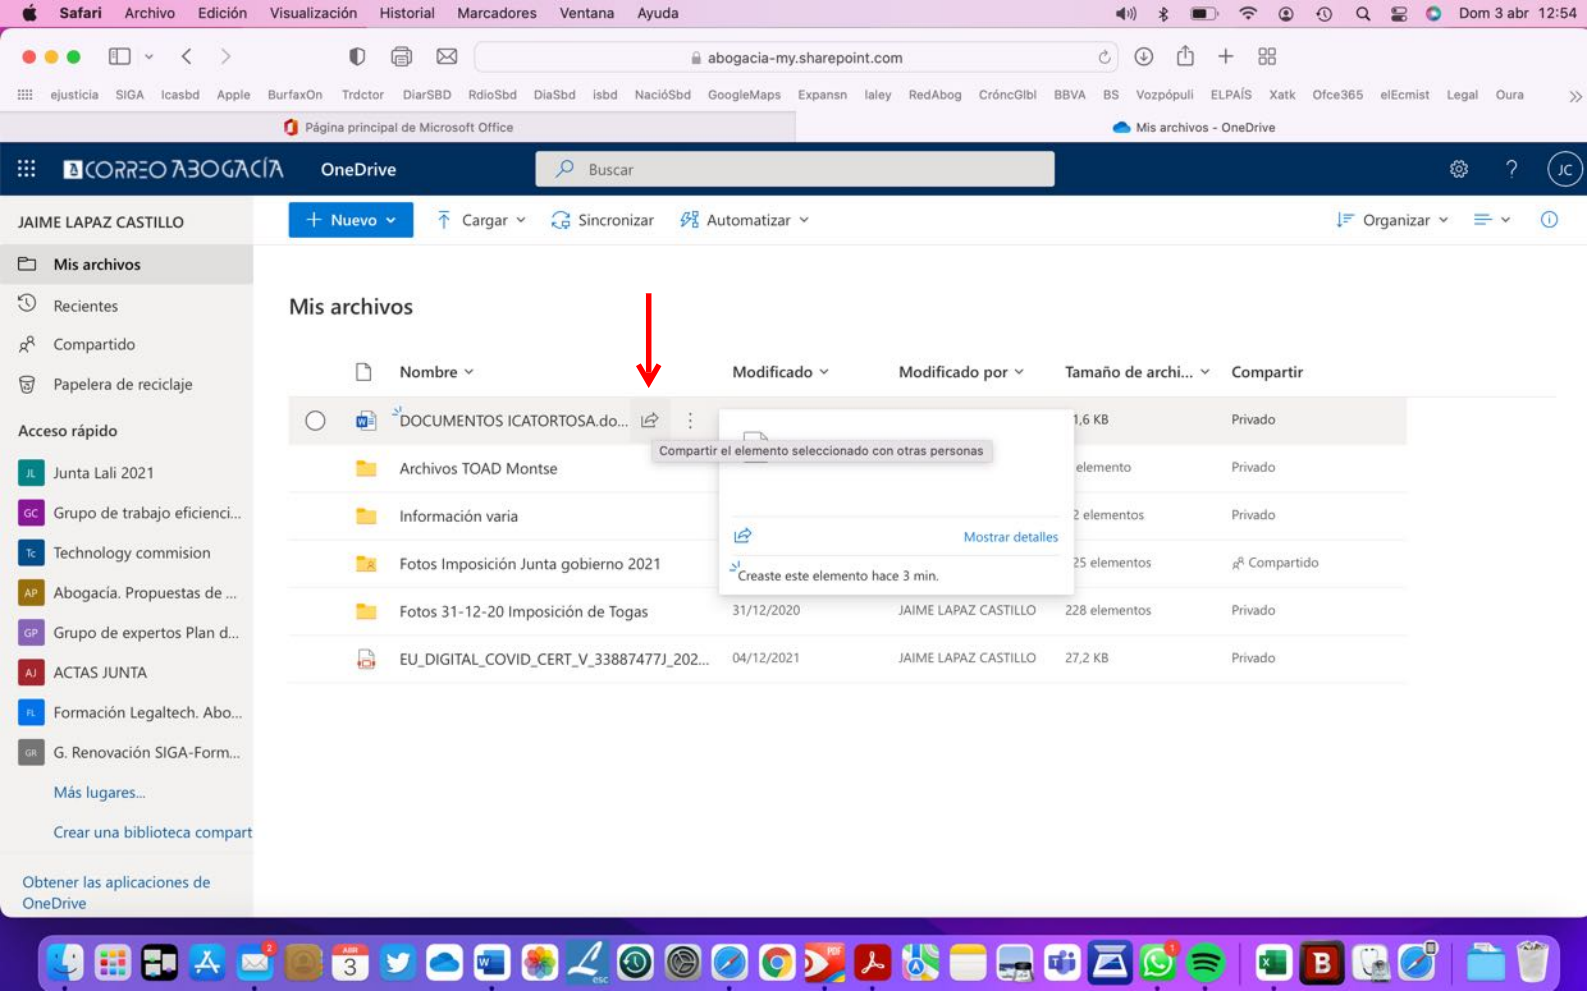 Safari Archivo Edición Visualización Historial Marcadores Ventana Ayuda Dom 3 abr 12:54
abogacia-my.sharepoint.com
ejusticia SIGA Icasbd Apple BurfaxOn Trdctor DiarSBD RdioSbd DiaSbd isbd NacióSbd GoogleMaps Expansn laley RedAbog CróncGlbl BBVA BS Vozpópuli ELPAÍS Xatk Ofce365 elEcmist Legal Oura
Página principal de Microsoft Office Mis archivos - OneDrive
CORREO ABOGACÍA OneDrive Buscar JC
JAIME LAPAZ CASTILLO Nuevo Cargar Sincronizar Automatizar Organizar
Mis archivos
Recientes
Compartido
Papelera de reciclaje
Acceso rápido
JL Junta Lali 2021
GC Grupo de trabajo eficienci...
Tc Technology commision
AP Abogacía. Propuestas de ...
GP Grupo de expertos Plan d...
AJ ACTAS JUNTA
FL Formación Legaltech. Abo...
GR G. Renovación SIGA-Form...
Más lugares...
Crear una biblioteca compart
Obtener las aplicaciones de
OneDrive
Mis archivos
Nombre Modificado Modificado por Tamaño de archi... Compartir
DOCUMENTOS ICATORTOSA.do... 1,6 KB Privado
Compartir el elemento seleccionado con otras personas
Archivos TOAD Montse elemento Privado
Información varia 2 elementos Privado
Mostrar detalles
Fotos Imposición Junta gobierno 2021 25 elementos Compartido
Creaste este elemento hace 3 min.
Fotos 31-12-20 Imposición de Togas 31/12/2020 JAIME LAPAZ CASTILLO 228 elementos Privado
EU_DIGITAL_COVID_CERT_V_33887477J_202... 04/12/2021 JAIME LAPAZ CASTILLO 27,2 KB Privado
2 ABR 3 esc PDF 1 B